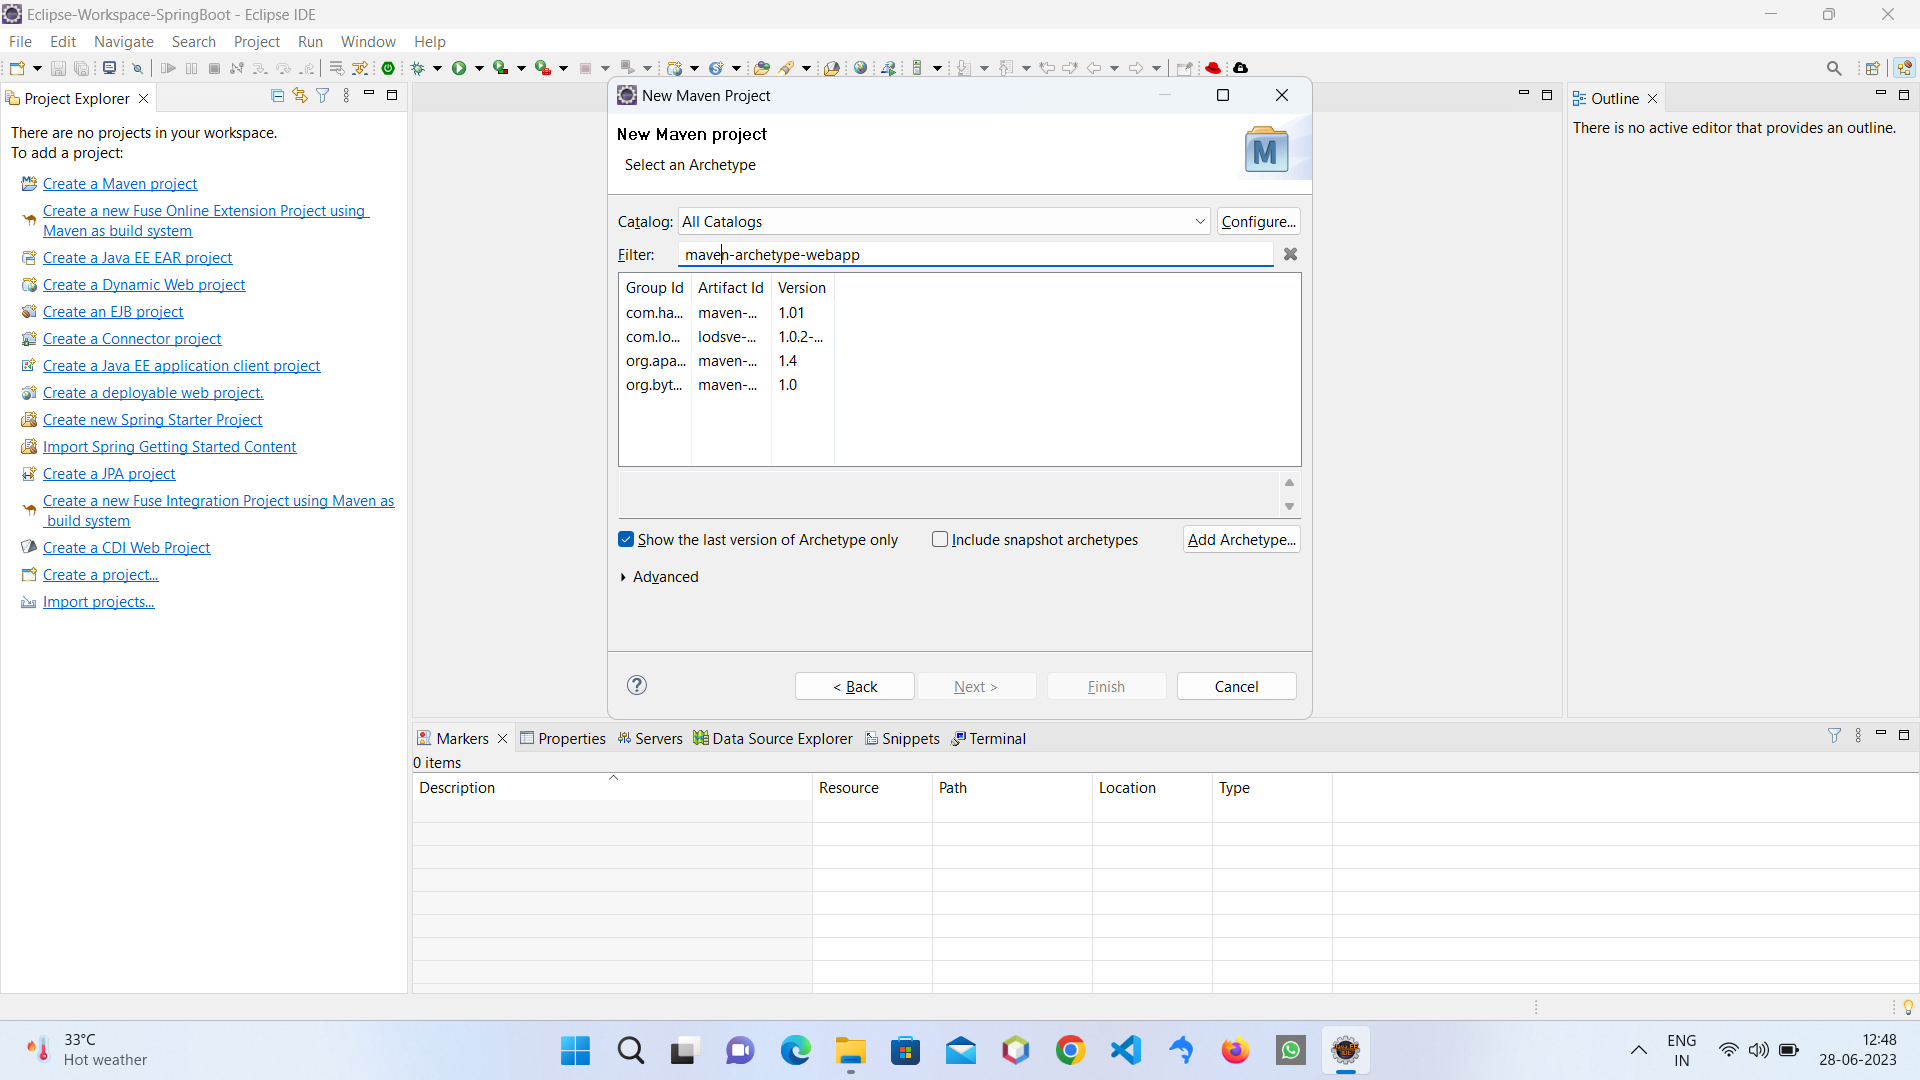 Eclipse-Workspace-SpringBoot - Eclipse IDE
File Edit Navigate Search Project Run Window Help
Project Explorer
There are no projects in your workspace.
To add a project:
Create a Maven project
Create a new Fuse Online Extension Project using
Maven as build system
Create a Java EE EAR project
Create a Dynamic Web project
Create an EJB project
Create a Connector project
Create a Java EE application client project
Create a deployable web project.
Create new Spring Starter Project
Import Spring Getting Started Content
Create a JPA project
Create a new Fuse Integration Project using Maven as
build system
Create a CDI Web Project
Create a project...
Import projects...
New Maven Project
New Maven project
Select an Archetype
M
Catalog: All Catalogs Configure...
Filter: maven-archetype-webapp
Group Id Artifact Id Version
com.ha... maven-... 1.01
com.lo... lodsve-... 1.0.2-...
org.apa... maven-... 1.4
org.byt... maven-... 1.0
Show the last version of Archetype only Include snapshot archetypes Add Archetype...
Advanced
? < Back Next > Finish Cancel
Outline
There is no active editor that provides an outline.
Markers Properties Servers Data Source Explorer Snippets Terminal
0 items
Description Resource Path Location Type
33°C
Hot weather
ENG
IN
12:48
28-06-2023